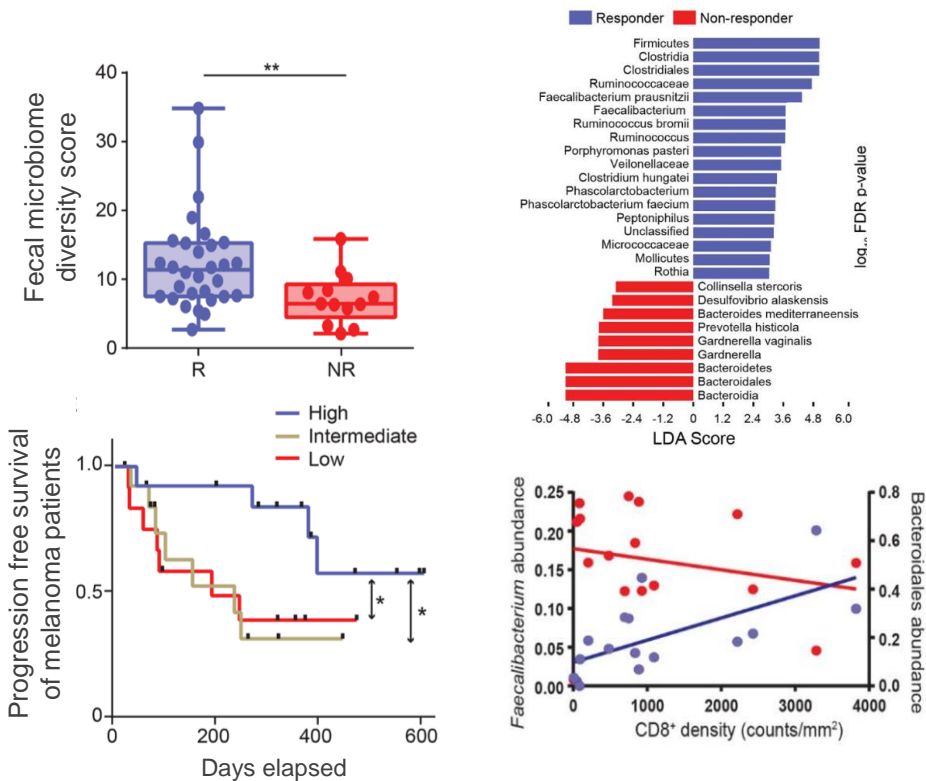 Fecal microbiome
diversity score
**
40
30
20
10
0
R
NR
Responder
Non-responder
Firmicutes
Clostridia
Clostridiales
Ruminococcaceae
Faecalibacterium prausnitzii
Faecalibacterium
Ruminococcus bromii
Ruminococcus
Porphyromonas pasteri
Veilonellaceae
Clostridium hungatei
Phascolarctobacterium
Phascolarctobacterium faecium
Peptoniphilus
Unclassified
Micrococcaceae
Mollicutes
Rothia
Collinsella stercoris
Desulfovibrio alaskensis
Bacteroides mediterraneensis
Prevotella histicola
Gardnerella vaginalis
Gardnerella
Bacteroidetes
Bacteroidales
Bacteroidia
-6.0 -4.8 -3.6 -2.4 -1.2 0 1.2 2.4 3.6 4.8 6.0
LDA Score
log₁₀ FDR p-value
Progression free survival
of melanoma patients
High
Intermediate
Low
1.0
0.5
0
*
*
0 200 400 600
Days elapsed
Faecalibacterium abundance
0.25
0.20
0.15
0.10
0.05
0.00
0.8
0.6
0.4
0.2
0.0
Bacteroidales abundance
0 1000 2000 3000 4000
CD8⁺ density (counts/mm²)